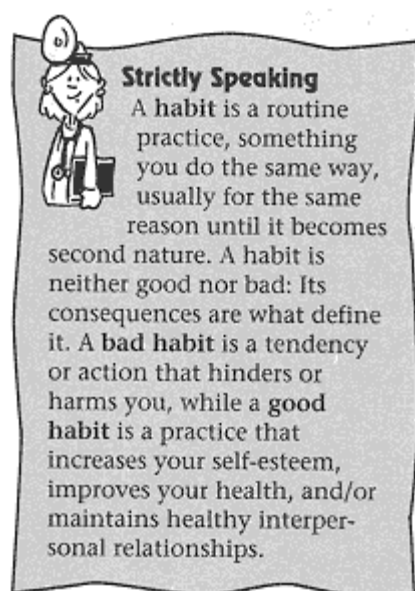 Strictly Speaking
A habit is a routine
practice, something
you do the same way,
usually for the same
reason until it becomes
second nature. A habit is
neither good nor bad: Its
consequences are what define
it. A bad habit is a tendency
or action that hinders or
harms you, while a good
habit is a practice that
increases your self-esteem,
improves your health, and/or
maintains healthy interper-
sonal relationships.